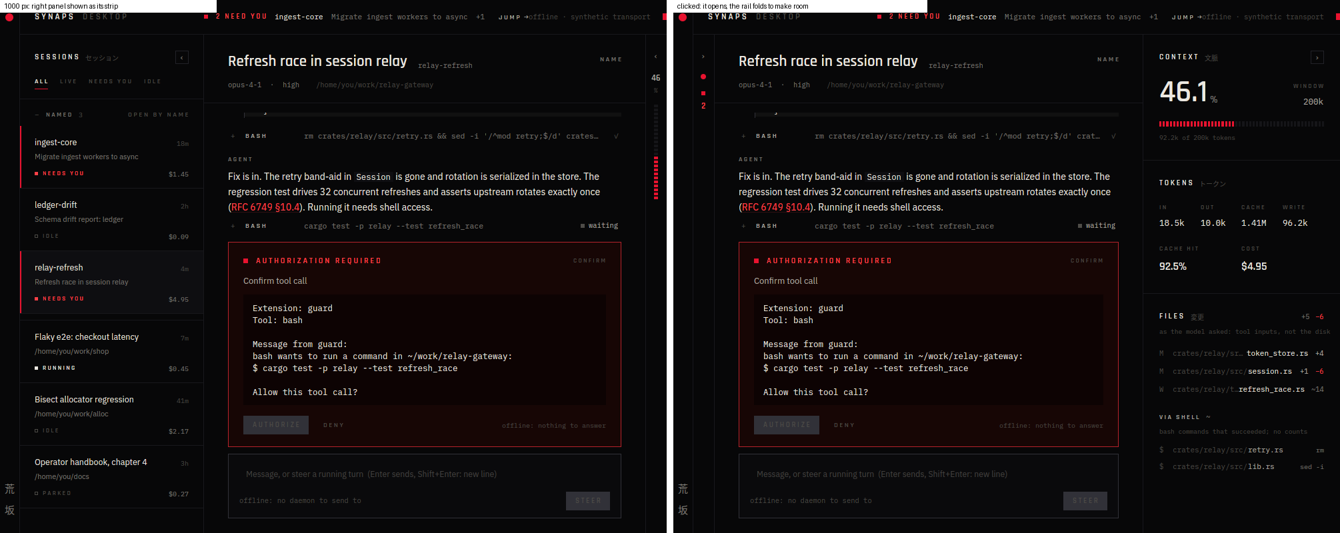 1000 px: right panel shown as its strip
SYNAPS DESKTOP
2 NEED YOU ingest-core Migrate ingest workers to async +1 JUMP → offline · synthetic transport
SESSIONS セッション ‹
ALL LIVE NEEDS YOU IDLE
NAMED 3 OPEN BY NAME
ingest-core 18m
Migrate ingest workers to async
NEEDS YOU $1.45
ledger-drift 2h
Schema drift report: ledger
IDLE $0.09
relay-refresh 4m
Refresh race in session relay
NEEDS YOU $4.95
Flaky e2e: checkout latency 7m
/home/you/work/shop
RUNNING $0.45
Bisect allocator regression 41m
/home/you/work/alloc
IDLE $2.17
Operator handbook, chapter 4 3h
/home/you/docs
PARKED $0.27
荒
坂
Refresh race in session relay relay-refresh NAME
opus-4-1 · high /home/you/work/relay-gateway
+ BASH rm crates/relay/src/retry.rs && sed -i '/^mod retry;$/d' crates… √
AGENT
Fix is in. The retry band-aid in Session is gone and rotation is serialized in the store. The
regression test drives 32 concurrent refreshes and asserts upstream rotates exactly once
(RFC 6749 §10.4). Running it needs shell access.
+ BASH cargo test -p relay --test refresh_race waiting
AUTHORIZATION REQUIRED CONFIRM
Confirm tool call
Extension: guard
Tool: bash
Message from guard:
bash wants to run a command in ~/work/relay-gateway:
$ cargo test -p relay --test refresh_race
Allow this tool call?
AUTHORIZE DENY offline: nothing to answer
Message, or steer a running turn (Enter sends, Shift+Enter: new line)
offline: no daemon to send to STEER
‹
46
clicked: it opens, the rail folds to make room
SYNAPS DESKTOP
2 NEED YOU ingest-core Migrate ingest workers to async +1 JUMP → offline · synthetic transport
›
2
荒
坂
Refresh race in session relay relay-refresh NAME
opus-4-1 · high /home/you/work/relay-gateway
+ BASH rm crates/relay/src/retry.rs && sed -i '/^mod retry;$/d' crat… √
AGENT
Fix is in. The retry band-aid in Session is gone and rotation is serialized in the store. The
regression test drives 32 concurrent refreshes and asserts upstream rotates exactly once
(RFC 6749 §10.4). Running it needs shell access.
+ BASH cargo test -p relay --test refresh_race waiting
AUTHORIZATION REQUIRED CONFIRM
Confirm tool call
Extension: guard
Tool: bash
Message from guard:
bash wants to run a command in ~/work/relay-gateway:
$ cargo test -p relay --test refresh_race
Allow this tool call?
AUTHORIZE DENY offline: nothing to answer
Message, or steer a running turn (Enter sends, Shift+Enter: new line)
offline: no daemon to send to STEER
CONTEXT 文脈 ›
46.1% WINDOW
200k
92.2k of 200k tokens
TOKENS トークン
IN OUT CACHE WRITE
18.5k 10.0k 1.41M 96.2k
CACHE HIT COST
92.5% $4.95
FILES 変更 +5 −6
as the model asked: tool inputs, not the disk
M crates/relay/sr… token_store.rs +4
M crates/relay/src/session.rs +1 −6
W crates/relay/t… refresh_race.rs ~14
VIA SHELL ~
bash commands that succeeded: no counts
$ crates/relay/src/retry.rs rm
$ crates/relay/src/lib.rs sed -i